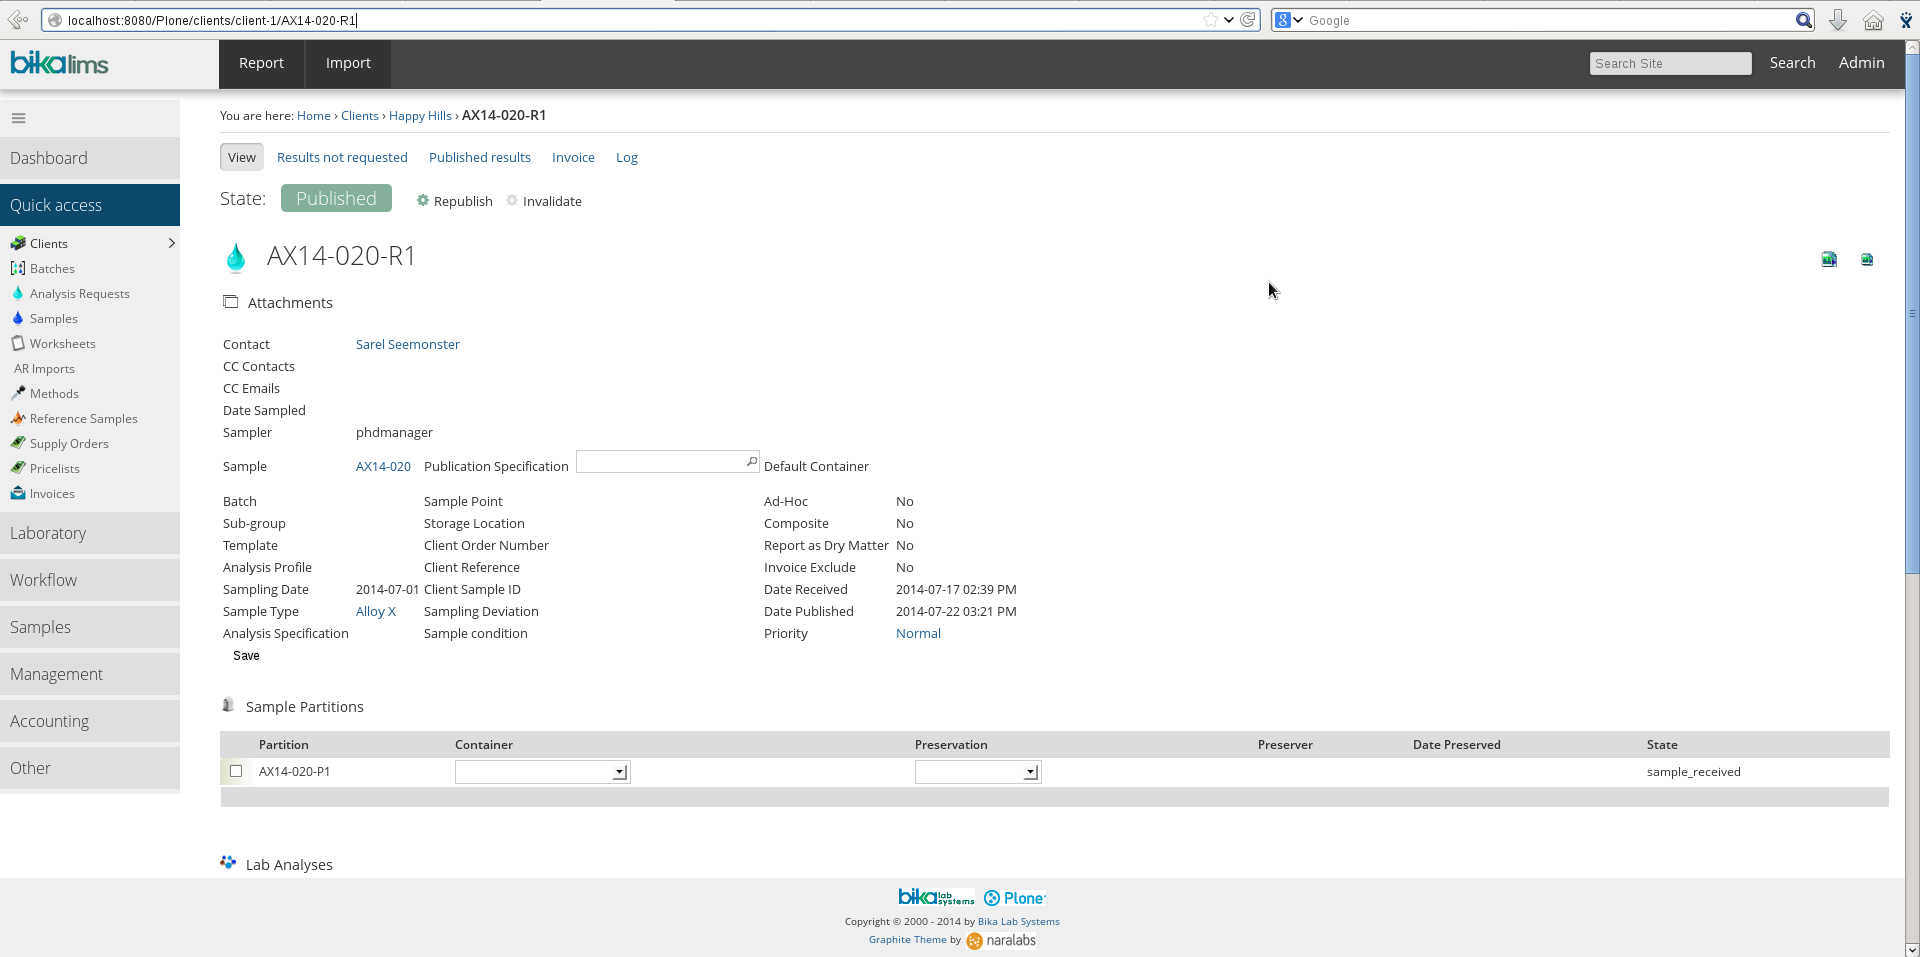 localhost:8080/Plone/clients/client-1/AX14-020-R1
8 Google
bikalims Report Import Search Site Search Admin
You are here: Home › Clients › Happy Hills › AX14-020-R1
Dashboard
Quick access
Clients
Batches
Analysis Requests
Samples
Worksheets
AR Imports
Methods
Reference Samples
Supply Orders
Pricelists
Invoices
Laboratory
Workflow
Samples
Management
Accounting
Other
View Results not requested Published results Invoice Log
State: Published Republish Invalidate
AX14-020-R1
Attachments
Contact Sarel Seemonster
CC Contacts
CC Emails
Date Sampled
Sampler phdmanager
Sample AX14-020 Publication Specification Default Container
Batch Sample Point Ad-Hoc No
Sub-group Storage Location Composite No
Template Client Order Number Report as Dry Matter No
Analysis Profile Client Reference Invoice Exclude No
Sampling Date 2014-07-01 Client Sample ID Date Received 2014-07-17 02:39 PM
Sample Type Alloy X Sampling Deviation Date Published 2014-07-22 03:21 PM
Analysis Specification Sample condition Priority Normal
Save
Sample Partitions
Partition Container Preservation Preserver Date Preserved State
AX14-020-P1 sample_received
Lab Analyses
bika lab systems Plone
Copyright © 2000 - 2014 by Bika Lab Systems
Graphite Theme by naralabs